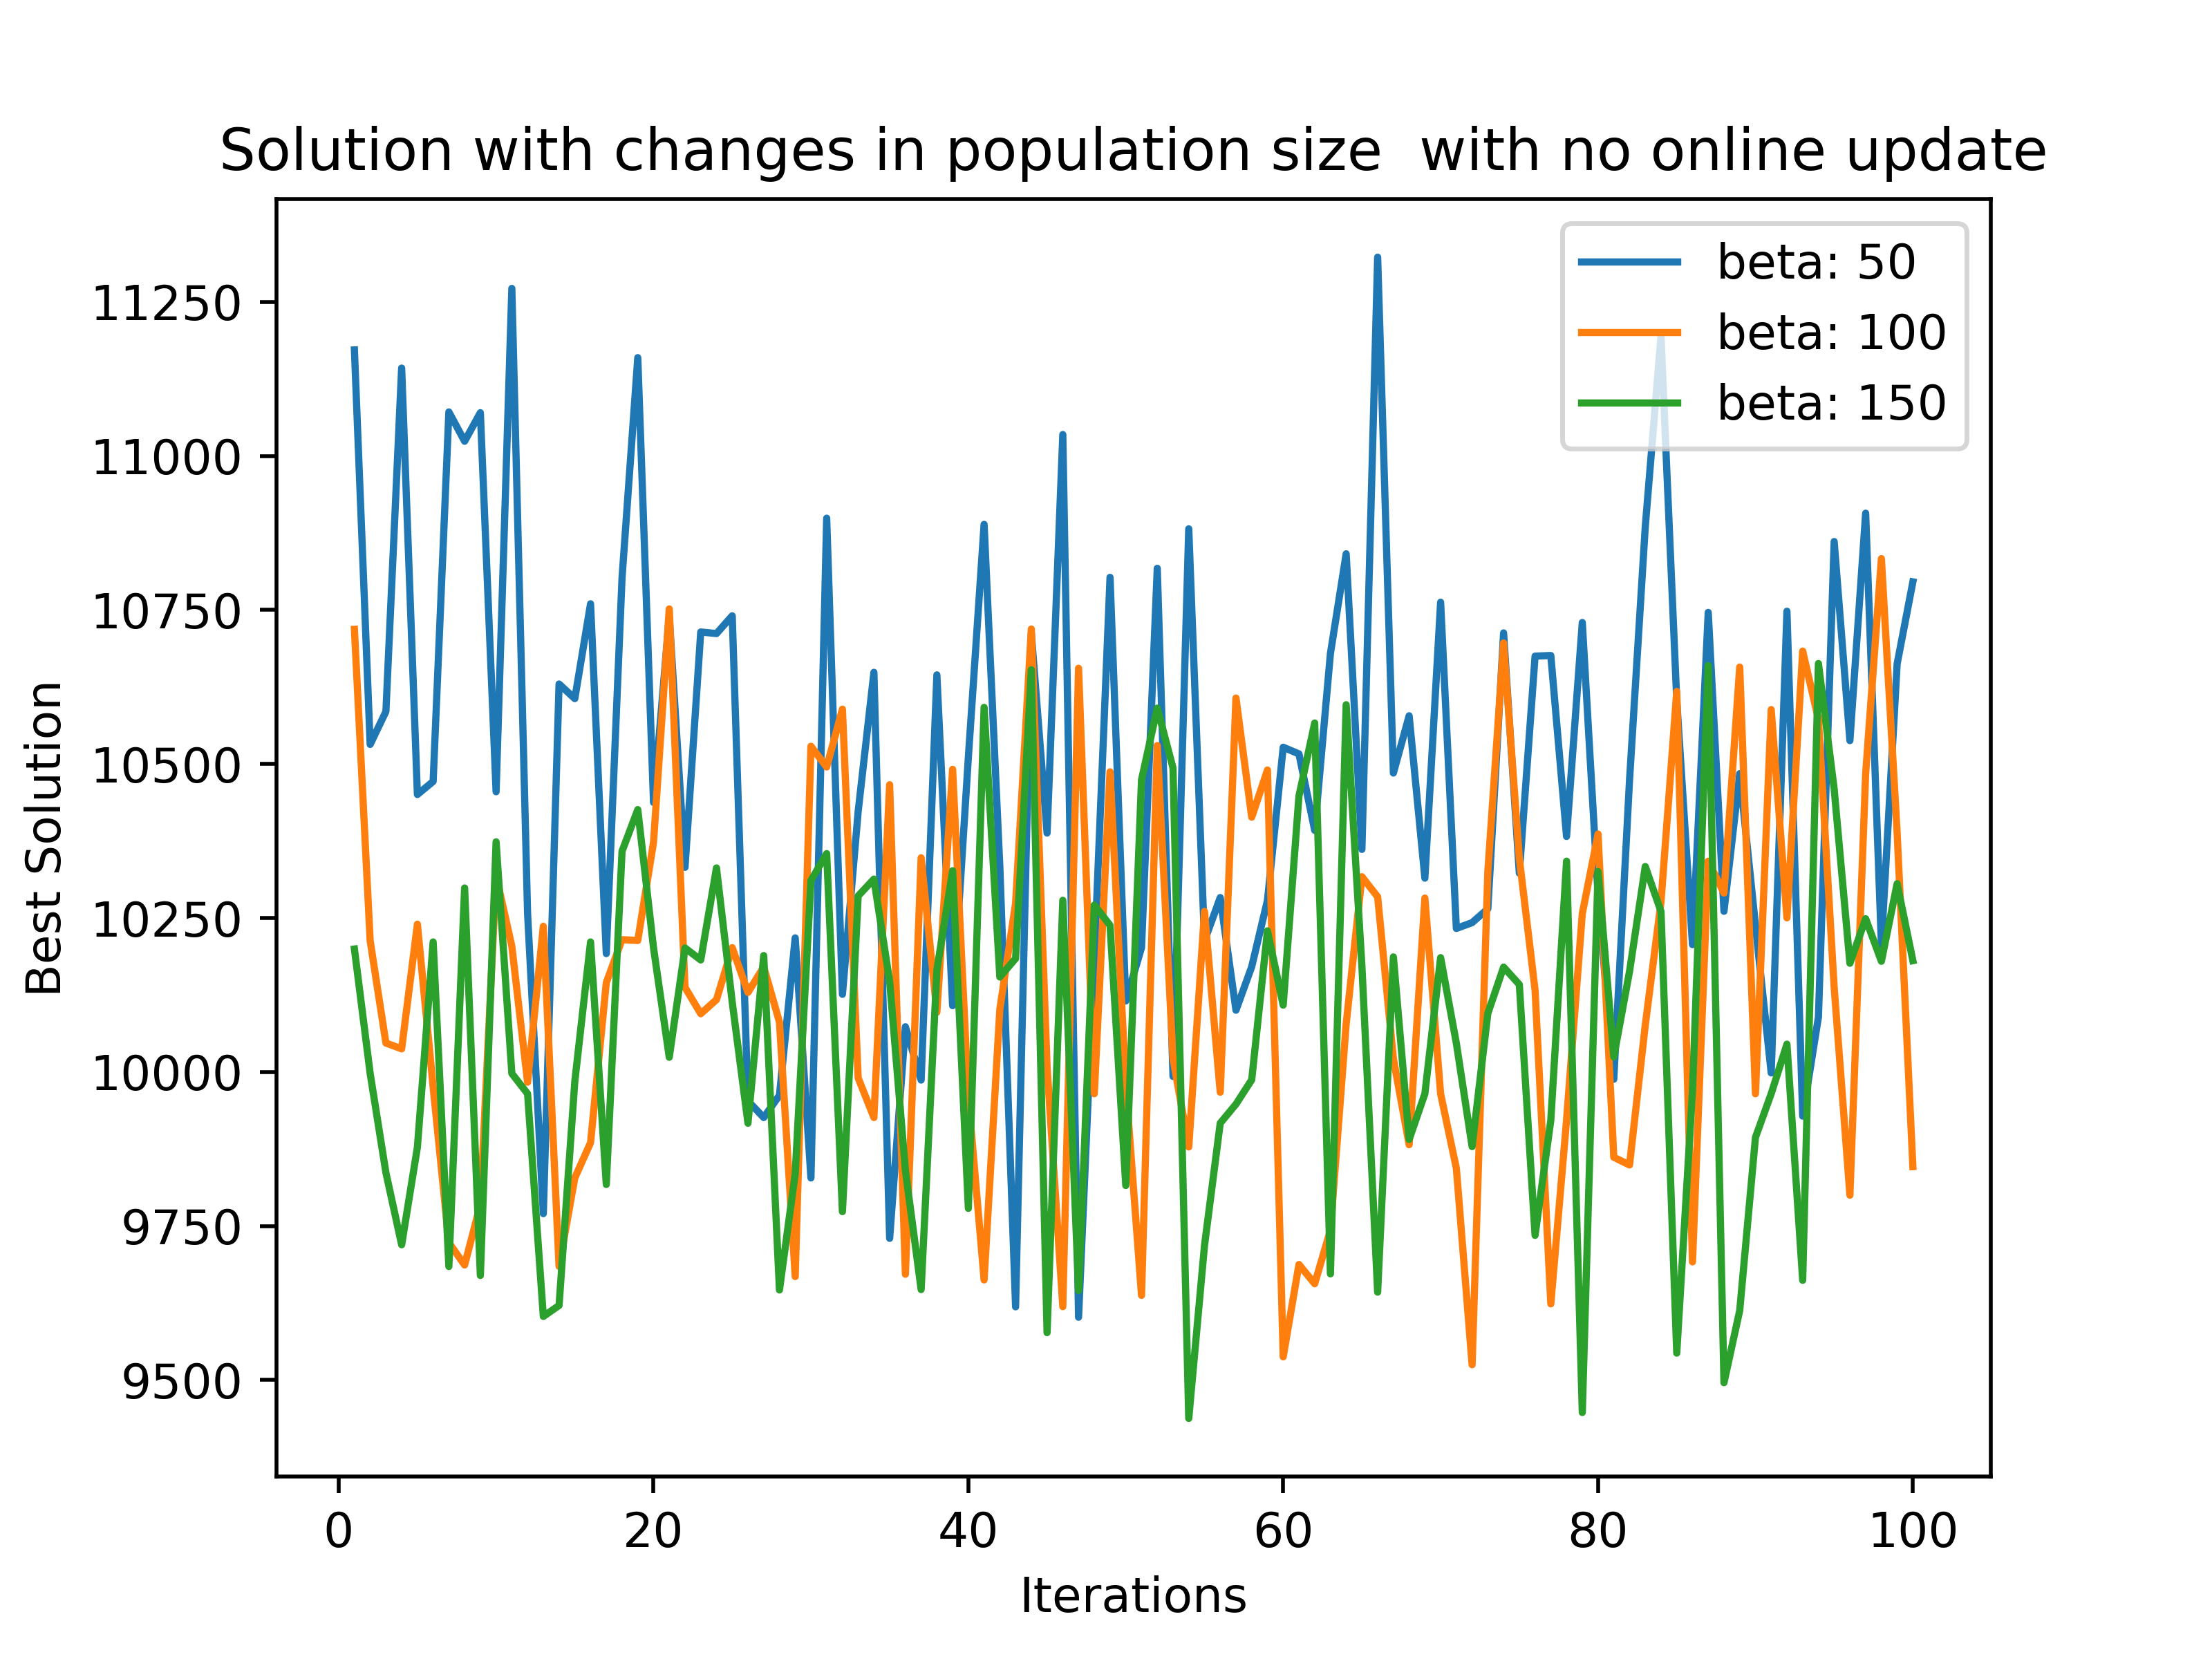 Solution with changes in population size  with no online update
beta: 50
beta: 100
beta: 150
Best Solution
11250
11000
10750
10500
10250
10000
9750
9500
0 20 40 60 80 100
Iterations